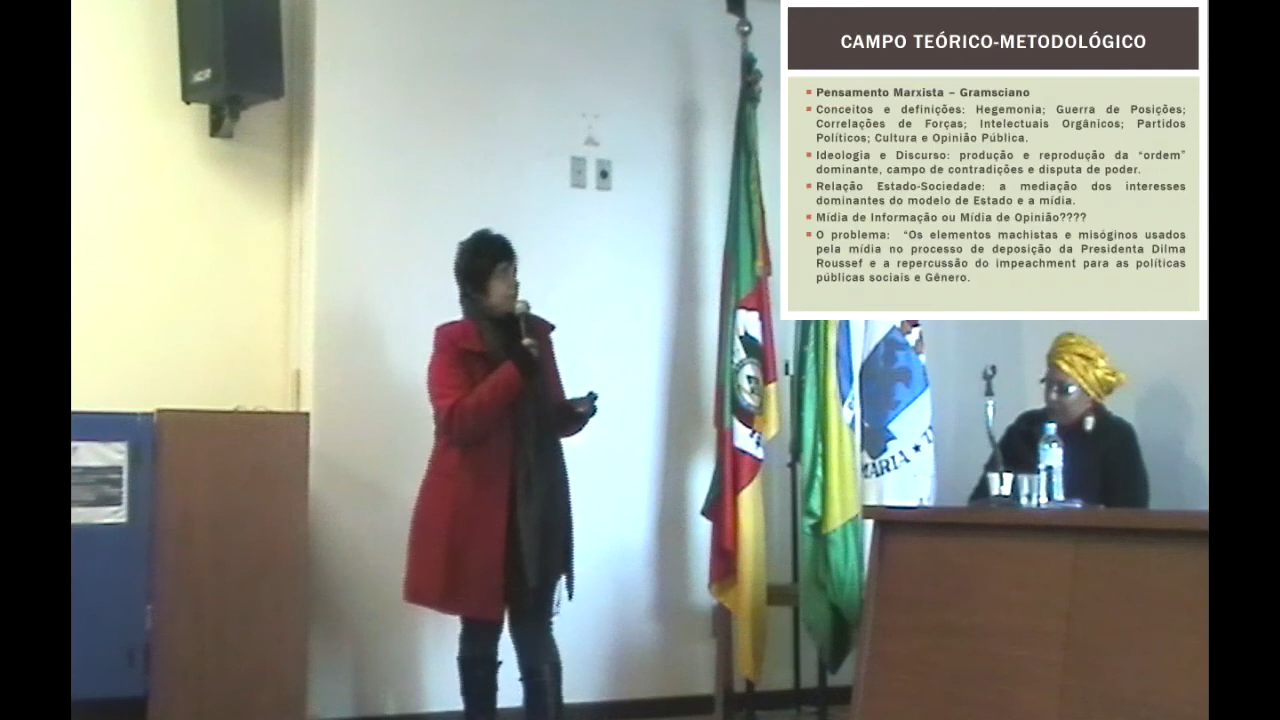 CAMPO TEÓRICO-METODOLÓGICO
Pensamento Marxista – Gramsciano
Conceitos e definições: Hegemonia; Guerra de Posições;
Correlações de Forças; Intelectuais Orgânicos; Partidos
Políticos; Cultura e Opinião Pública.
Ideologia e Discurso: produção e reprodução da “ordem”
dominante, campo de contradições e disputa de poder.
Relação Estado-Sociedade: a mediação dos interesses
dominantes do modelo de Estado e a mídia.
Mídia de Informação ou Mídia de Opinião????
O problema: “Os elementos machistas e misóginos usados
pela mídia no processo de deposição da Presidenta Dilma
Roussef e a repercussão do impeachment para as políticas
públicas sociais e Gênero.
MARIA ★